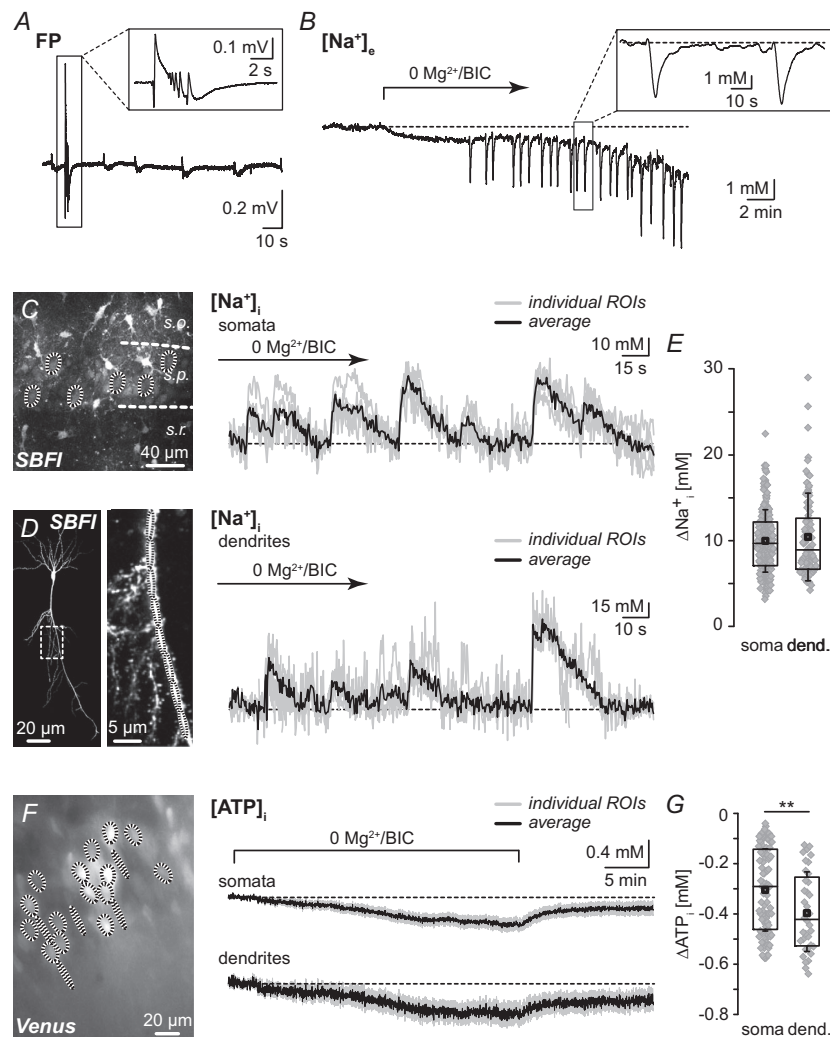 A
FP
0.1 mV
2 s
0.2 mV
10 s
B
[Na⁺]ₑ
0 Mg²⁺/BIC
1 mM
10 s
1 mM
2 min
C
s.o.
s.p.
s.r.
SBFI
40 µm
[Na⁺]ᵢ
somata
0 Mg²⁺/BIC
individual ROIs
average
10 mM
15 s
D
SBFI
20 µm
5 µm
[Na⁺]ᵢ
dendrites
0 Mg²⁺/BIC
individual ROIs
average
15 mM
10 s
E
ΔNa⁺ᵢ [mM]
30
20
10
0
soma dend.
F
Venus
20 µm
[ATP]ᵢ
individual ROIs
average
0 Mg²⁺/BIC
0.4 mM
5 min
somata
dendrites
G
ΔATPᵢ [mM]
**
0
-0.2
-0.4
-0.6
-0.8
soma dend.